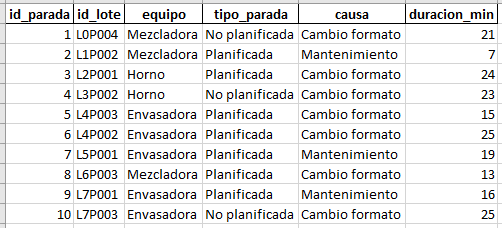 id_parada id_lote equipo tipo_parada causa duracion_min
1 L0P004 Mezcladora No planificada Cambio formato 21
2 L1P002 Mezcladora Planificada Mantenimiento 7
3 L2P001 Horno Planificada Cambio formato 24
4 L3P002 Horno No planificada Cambio formato 23
5 L4P003 Envasadora Planificada Cambio formato 15
6 L4P002 Envasadora Planificada Cambio formato 25
7 L5P001 Envasadora Planificada Mantenimiento 19
8 L6P003 Mezcladora Planificada Cambio formato 13
9 L7P001 Envasadora Planificada Mantenimiento 16
10 L7P003 Envasadora No planificada Cambio formato 25